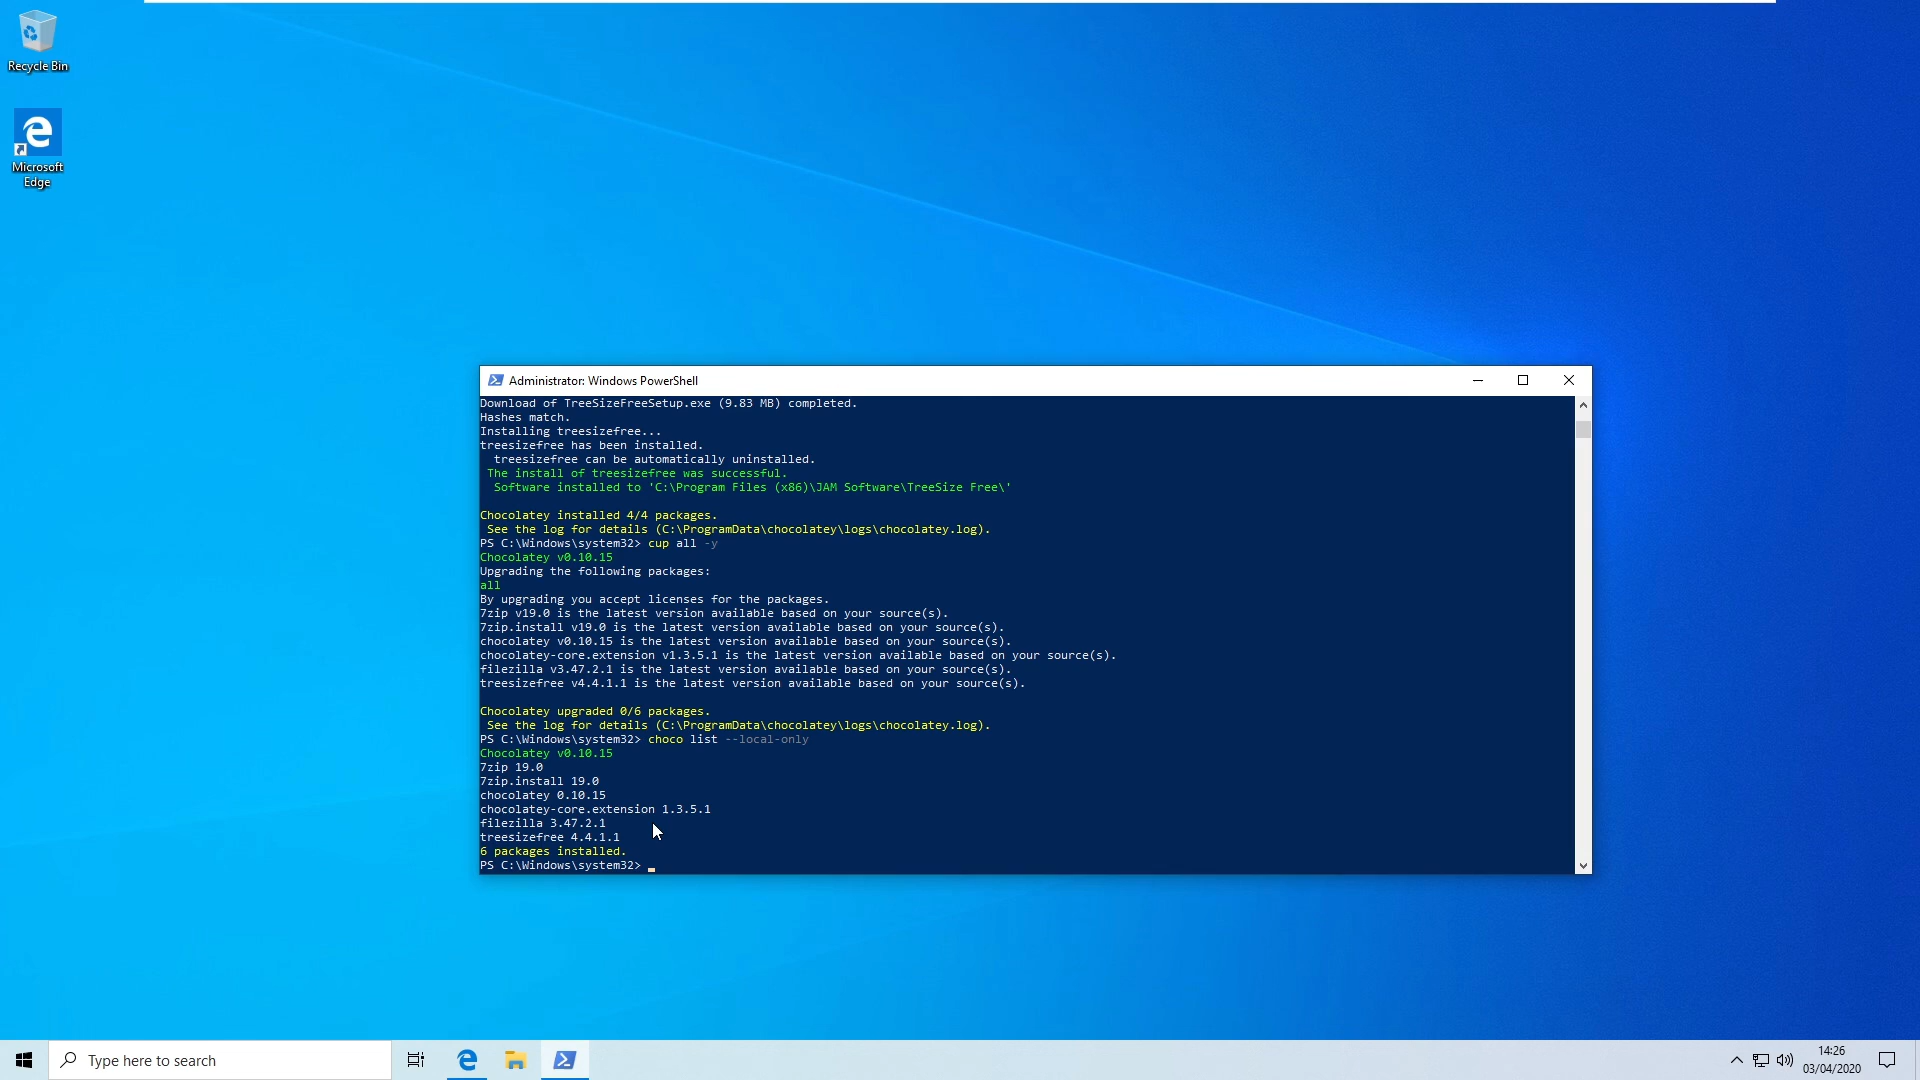 Recycle Bin
Microsoft
Edge
Administrator: Windows PowerShell
Download of TreeSizeFreeSetup.exe (9.83 MB) completed.
Hashes match.
Installing treesizefree...
treesizefree has been installed.
treesizefree can be automatically uninstalled.
The install of treesizefree was successful.
Software installed to 'C:\Program Files (x86)\JAM Software\TreeSize Free\'
Chocolatey installed 4/4 packages.
See the log for details (C:\ProgramData\chocolatey\logs\chocolatey.log).
PS C:\Windows\system32> cup all -y
Chocolatey v0.10.15
Upgrading the following packages:
all
By upgrading you accept licenses for the packages.
7zip v19.0 is the latest version available based on your source(s).
7zip.install v19.0 is the latest version available based on your source(s).
chocolatey v0.10.15 is the latest version available based on your source(s).
chocolatey-core.extension v1.3.5.1 is the latest version available based on your source(s).
filezilla v3.47.2.1 is the latest version available based on your source(s).
treesizefree v4.4.1.1 is the latest version available based on your source(s).
Chocolatey upgraded 0/6 packages.
See the log for details (C:\ProgramData\chocolatey\logs\chocolatey.log).
PS C:\Windows\system32> choco list --local-only
Chocolatey v0.10.15
7zip 19.0
7zip.install 19.0
chocolatey 0.10.15
chocolatey-core.extension 1.3.5.1
filezilla 3.47.2.1
treesizefree 4.4.1.1
6 packages installed.
PS C:\Windows\system32>
Type here to search
14:26
03/04/2020